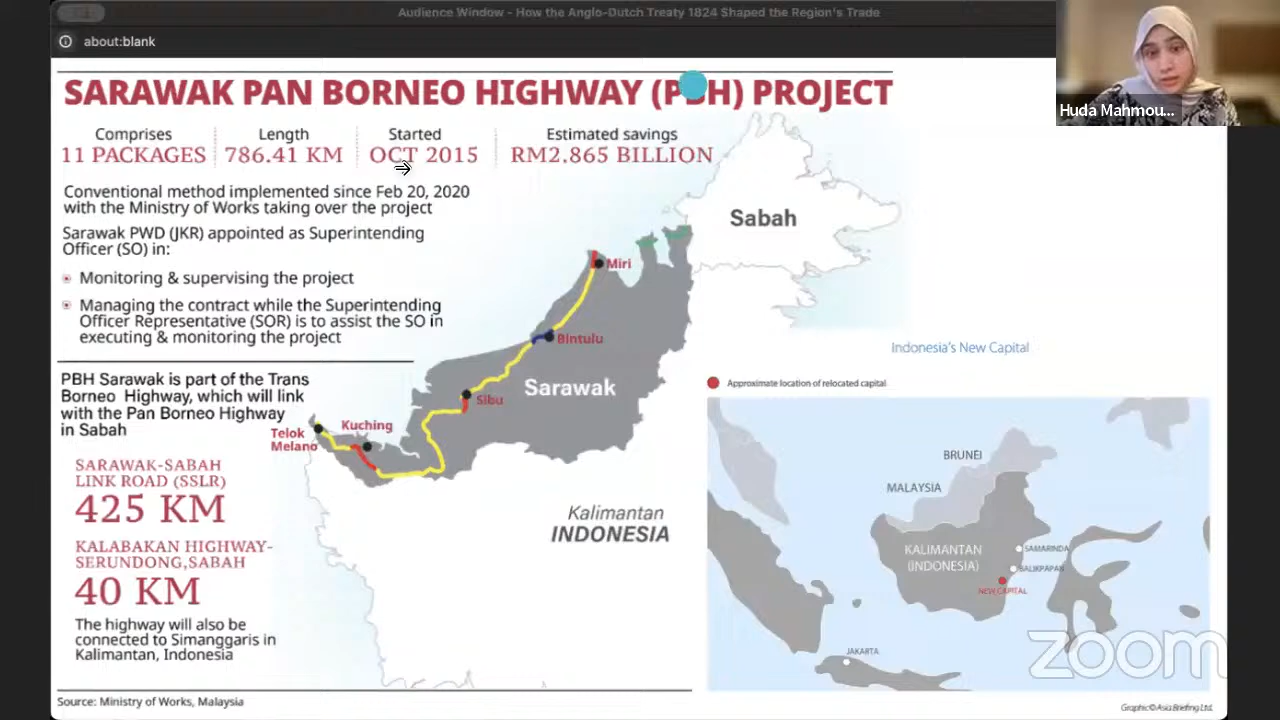 Audience Window - How the Anglo-Dutch Treaty 1824 Shaped the Region's Trade
about:blank
Huda Mahmou...
SARAWAK PAN BORNEO HIGHWAY (PBH) PROJECT
Comprises
11 PACKAGES
Length
786.41 KM
Started
OCT 2015
Estimated savings
RM2.865 BILLION
Conventional method implemented since Feb 20, 2020
with the Ministry of Works taking over the project
Sarawak PWD (JKR) appointed as Superintending
Officer (SO) in:
Monitoring & supervising the project
Managing the contract while the Superintending
Officer Representative (SOR) is to assist the SO in
executing & monitoring the project
PBH Sarawak is part of the Trans
Borneo Highway, which will link
with the Pan Borneo Highway
in Sabah
SARAWAK-SABAH
LINK ROAD (SSLR)
425 KM
KALABAKAN HIGHWAY-
SERUNDONG,SABAH
40 KM
The highway will also be
connected to Simanggaris in
Kalimantan, Indonesia
Source: Ministry of Works, Malaysia
Sabah
Miri
Bintulu
Sarawak
Sibu
Kuching
Telok
Melano
Kalimantan
INDONESIA
Indonesia's New Capital
Approximate location of relocated capital
BRUNEI
MALAYSIA
KALIMANTAN
(INDONESIA)
SAMARINDA
BALIKPAPAN
NEW CAPITAL
JAKARTA
zoom
Graphic©Asia Briefing Ltd.